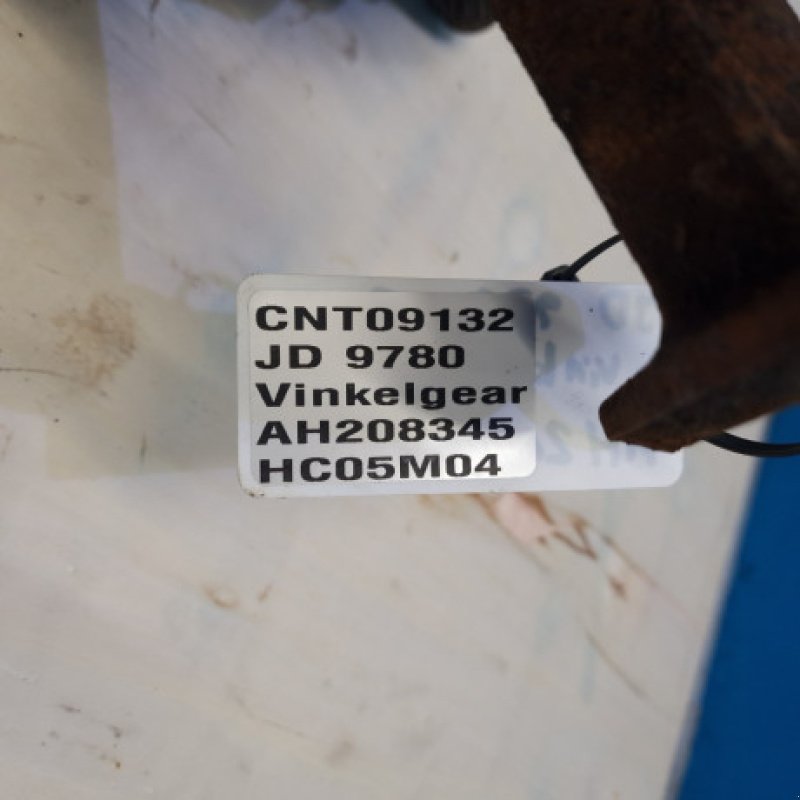 CNT09132
JD 9780
Vinkelgear
AH208345
HC05M04